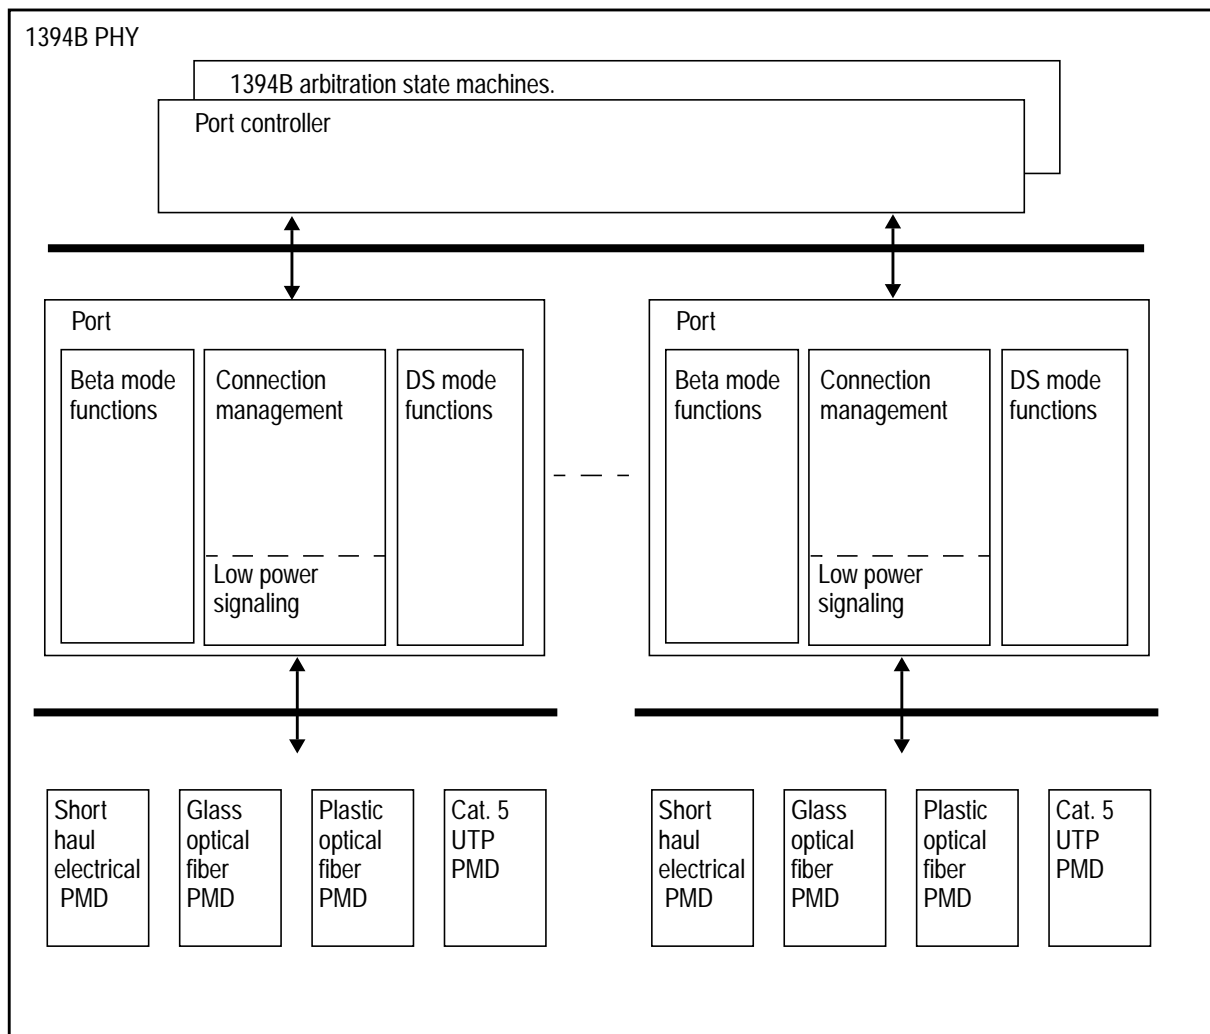 1394B PHY
1394B arbitration state machines.
Port controller
Port
Beta mode
functions
Connection
management
Low power
signaling
DS mode
functions
Port
Beta mode
functions
Connection
management
Low power
signaling
DS mode
functions
Short
haul
electrical
PMD
Glass
optical
fiber
PMD
Plastic
optical
fiber
PMD
Cat. 5
UTP
PMD
Short
haul
electrical
PMD
Glass
optical
fiber
PMD
Plastic
optical
fiber
PMD
Cat. 5
UTP
PMD